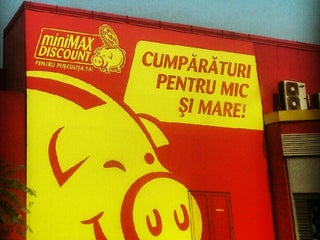 miniMAX
DISCOUNT
PENTRU PUȘCULIȚA TA!
CUMPĂRĂTURI
PENTRU MIC
ȘI MARE!